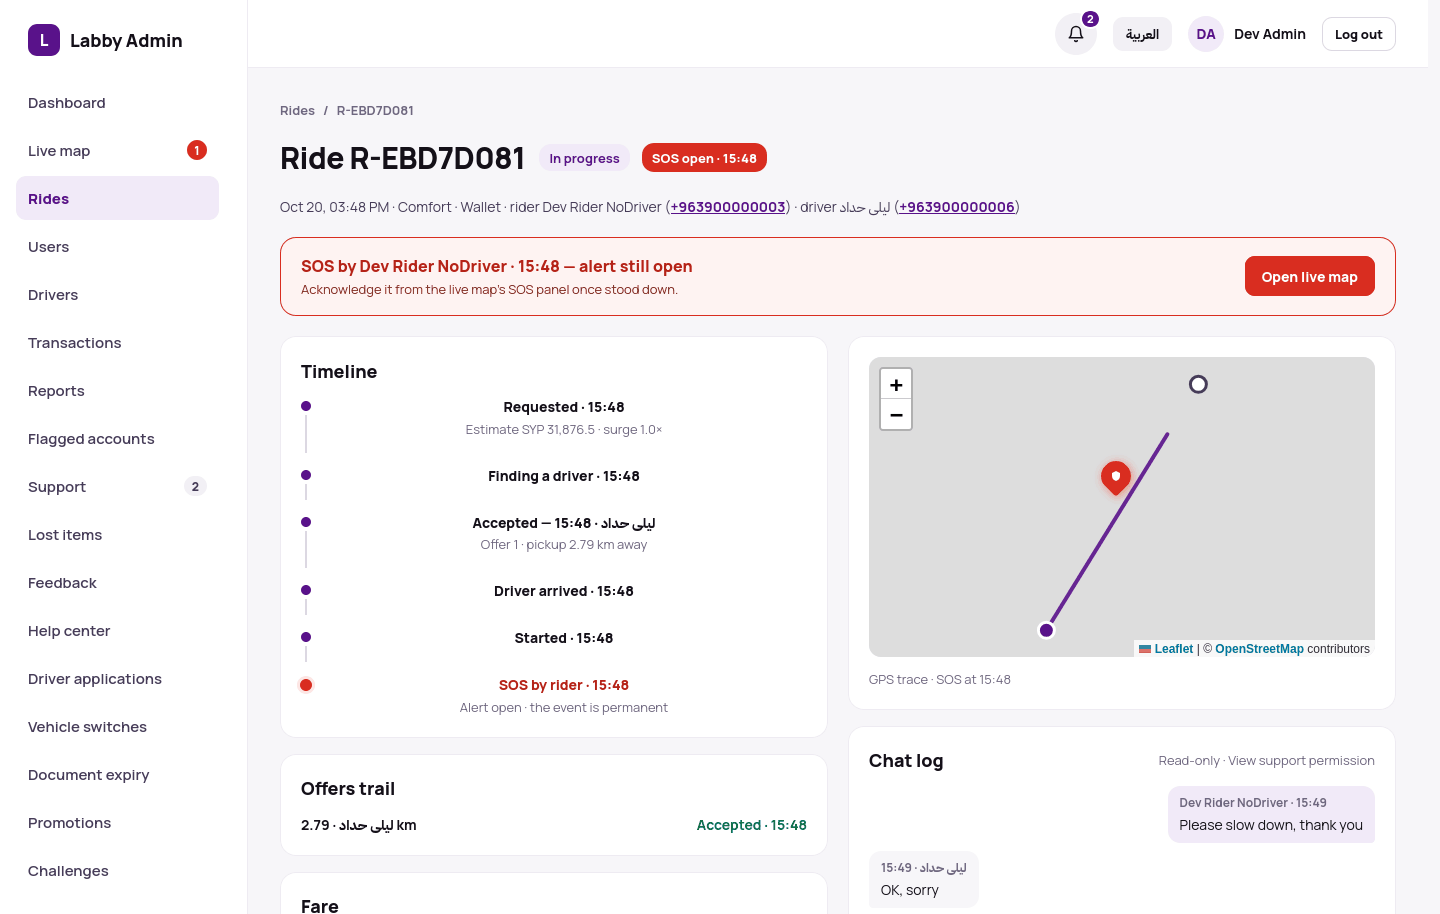 L Labby Admin
2
العربية
DA Dev Admin
Log out
Dashboard
Live map 1
Rides
Users
Drivers
Transactions
Reports
Flagged accounts
Support 2
Lost items
Feedback
Help center
Driver applications
Vehicle switches
Document expiry
Promotions
Challenges
Rides / R-EBD7D081
Ride R-EBD7D081 In progress SOS open · 15:48
Oct 20, 03:48 PM · Comfort · Wallet · rider Dev Rider NoDriver (+963900000003) · driver ليلى حداد (+963900000006)
SOS by Dev Rider NoDriver · 15:48 — alert still open
Acknowledge it from the live map's SOS panel once stood down.
Open live map
Timeline
Requested · 15:48
Estimate SYP 31,876.5 · surge 1.0×
Finding a driver · 15:48
Accepted — 15:48 · ليلى حداد
Offer 1 · pickup 2.79 km away
Driver arrived · 15:48
Started · 15:48
SOS by rider · 15:48
Alert open · the event is permanent
Offers trail
2.79 · ليلى حداد km
Accepted · 15:48
Fare
+
−
Leaflet | © OpenStreetMap contributors
GPS trace · SOS at 15:48
Chat log
Read-only · View support permission
Dev Rider NoDriver · 15:49
Please slow down, thank you
15:49 · ليلى حداد
OK, sorry